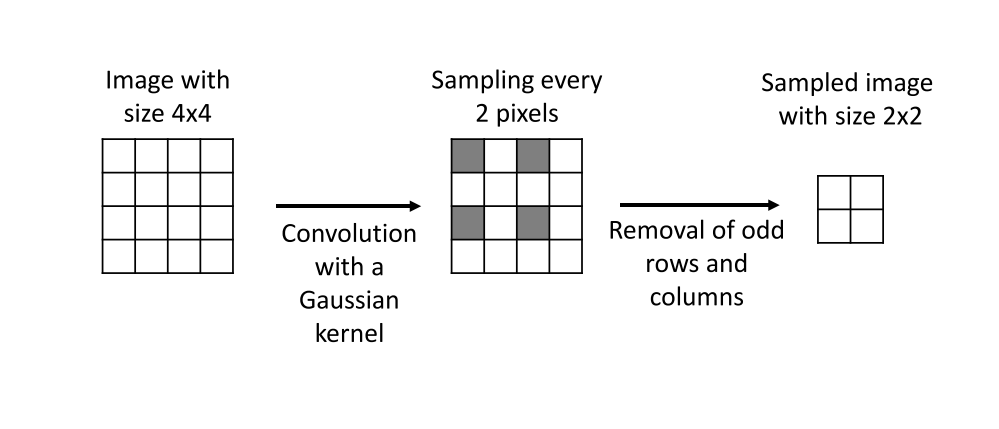 Image with
size 4x4
Convolution
with a
Gaussian
kernel
Sampling every
2 pixels
Removal of odd
rows and
columns
Sampled image
with size 2x2